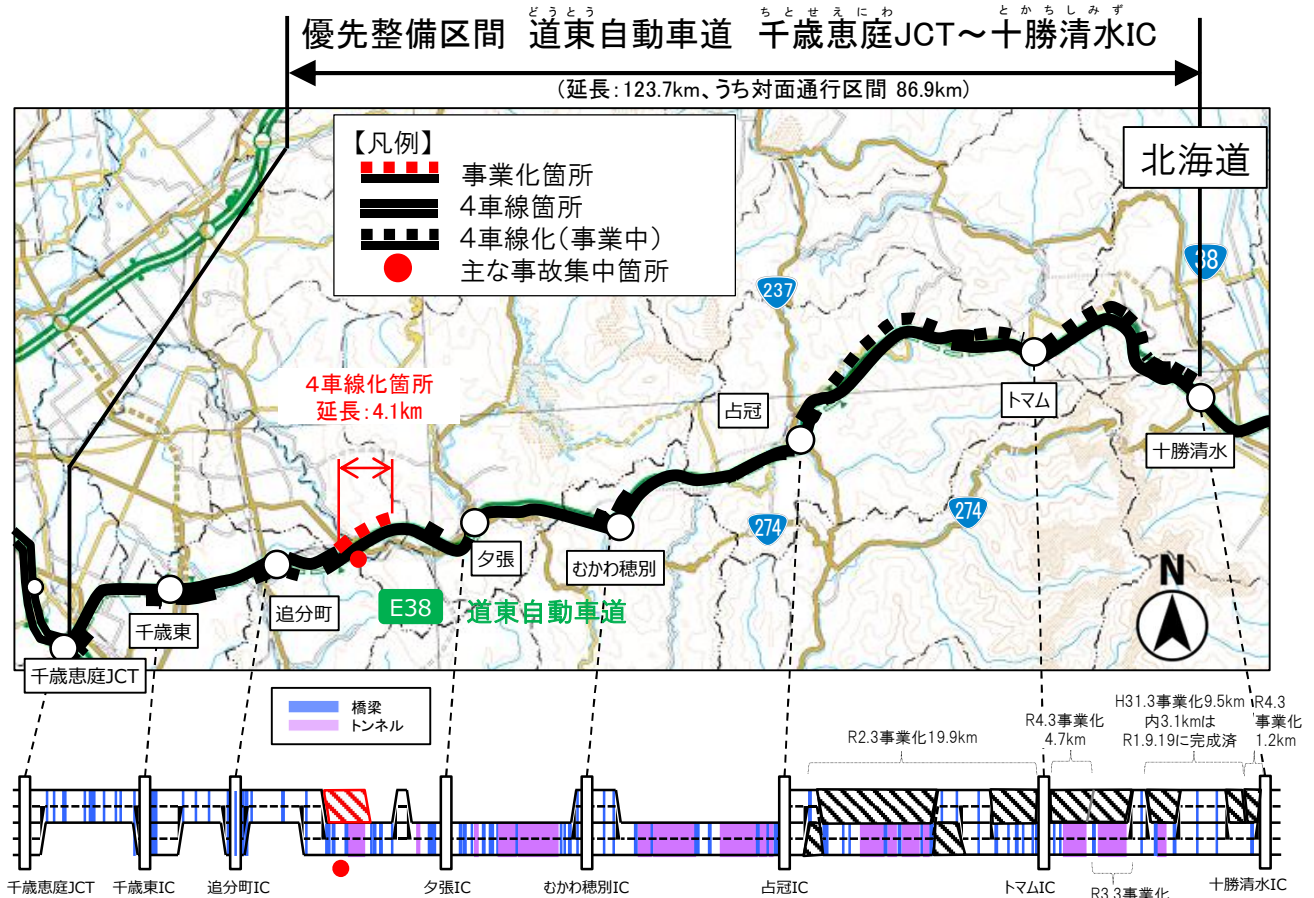 優先整備区間 道東自動車道 千歳恵庭JCT～十勝清水IC
どうとう ちとせえにわ とかちしみず
(延長:123.7km、うち対面通行区間 86.9km)
【凡例】
事業化箇所
4車線箇所
4車線化(事業中)
主な事故集中箇所
北海道
38
237
4車線化箇所
延長:4.1km
占冠
トマム
十勝清水
274
274
夕張
むかわ穂別
追分町
千歳東
E38 道東自動車道
N
千歳恵庭JCT
橋梁
トンネル
R2.3事業化19.9km
R4.3事業化
4.7km
H31.3事業化9.5km
内3.1kmは
R1.9.19に完成済
R4.3
事業化
1.2km
千歳恵庭JCT
千歳東IC
追分町IC
夕張IC
むかわ穂別IC
占冠IC
トマムIC
R3.3事業化
十勝清水IC